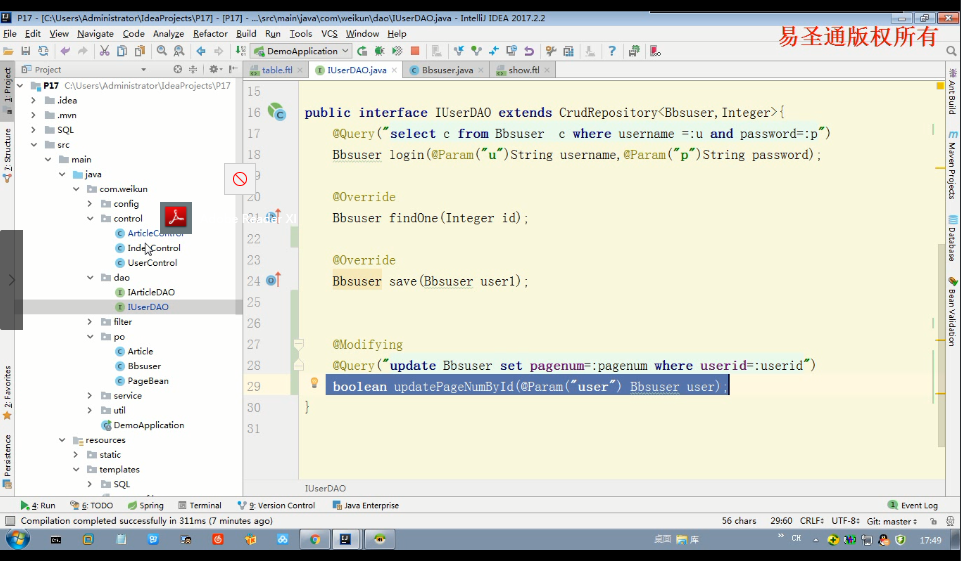 P17 - [C:\Users\Administrator\IdeaProjects\P17] - [P17] - ...\src\main\java\com\weikun\dao\IUserDAO.java] - IntelliJ IDEA 2017.2.2
File Edit View Navigate Code Analyze Refactor Build Run Tools VCS Window Help
易圣通版权所有
DemoApplication
Project
table.ftl
IUserDAO.java
Bbsuser.java
show.ftl
1: Project
7: Structure
2: Favorites
Persistence
P17 C:\Users\Administrator\IdeaProjects\P17
.idea
.mvn
SQL
src
main
java
com.weikun
config
control
ArticleControl
IndexControl
UserControl
dao
IArticleDAO
IUserDAO
filter
po
Article
Bbsuser
PageBean
service
util
DemoApplication
resources
static
templates
SQL
15
16 public interface IUserDAO extends CrudRepository<Bbsuser,Integer>{
17 @Query("select c from Bbsuser c where username =:u and password=:p")
18 Bbsuser login(@Param("u")String username,@Param("p")String password);
19
20 @Override
21 Bbsuser findOne(Integer id);
22
23 @Override
24 Bbsuser save(Bbsuser user1);
25
26
27 @Modifying
28 @Query("update Bbsuser set pagenum=:pagenum where userid=:userid")
29 boolean updatePageNumById(@Param("user") Bbsuser user);
30 }
31
IUserDAO
Ant Build
Maven Projects
Database
Bean Validation
4: Run 6: TODO Spring Terminal 9: Version Control Java Enterprise Event Log
Compilation completed successfully in 311ms (7 minutes ago) 56 chars 29:60 CRLF÷ UTF-8÷ Git: master÷
桌面 库 CH 17:49